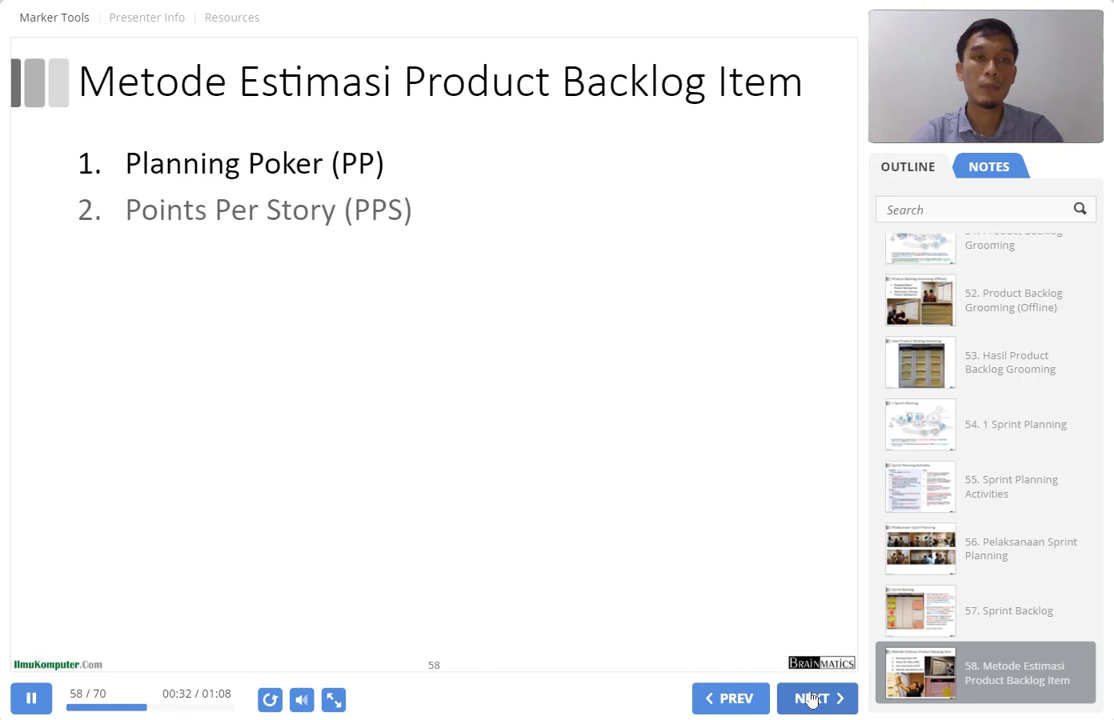 Marker Tools
Presenter Info
Resources
Metode Estimasi Product Backlog Item
1. Planning Poker (PP)
2. Points Per Story (PPS)
IlmuKomputer.Com
58
BRAINMATICS
58 / 70
00:32 / 01:08
PREV
NEXT
OUTLINE
NOTES
Search
Grooming
52. Product Backlog
Grooming (Offline)
53. Hasil Product
Backlog Grooming
54. 1 Sprint Planning
55. Sprint Planning
Activities
56. Pelaksanaan Sprint
Planning
57. Sprint Backlog
58. Metode Estimasi
Product Backlog Item